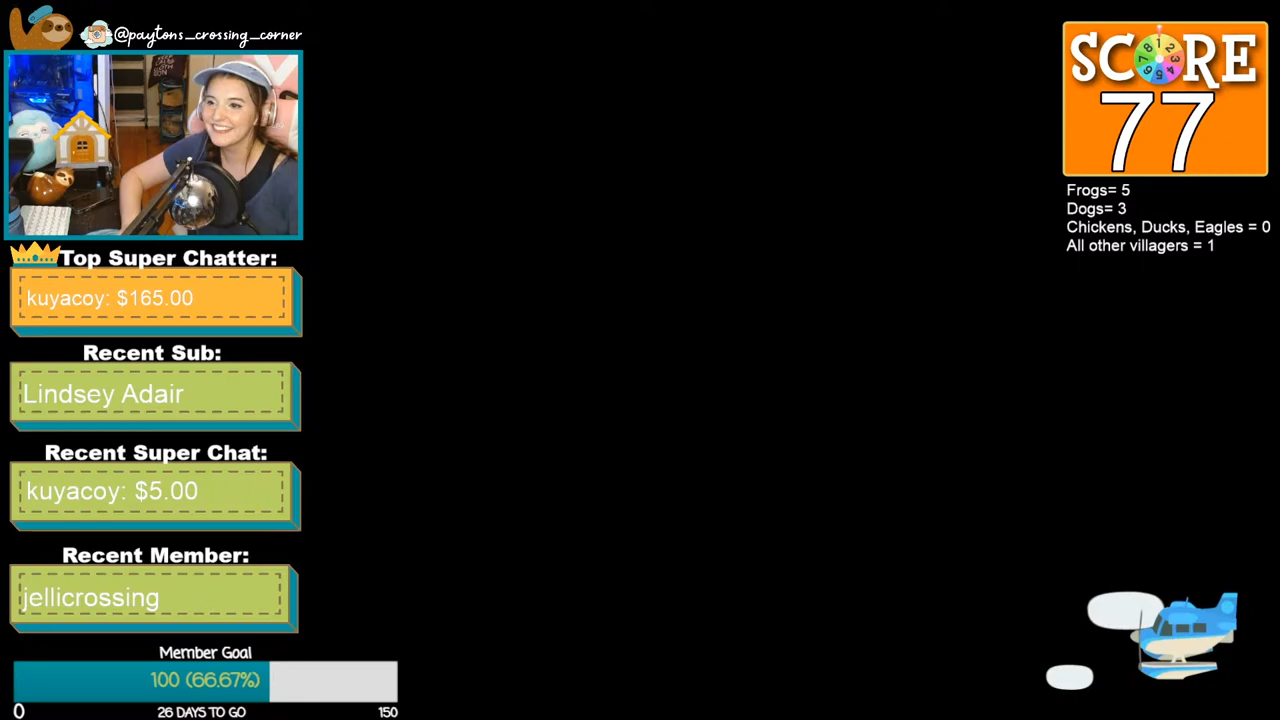 @paytons_crossing_corner
SCORE
77
Frogs= 5
Dogs= 3
Chickens, Ducks, Eagles = 0
All other villagers = 1
Top Super Chatter:
kuyacoy: $165.00
Recent Sub:
Lindsey Adair
Recent Super Chat:
kuyacoy: $5.00
Recent Member:
jellicrossing
Member Goal
100 (66.67%)
0 26 DAYS TO GO 150